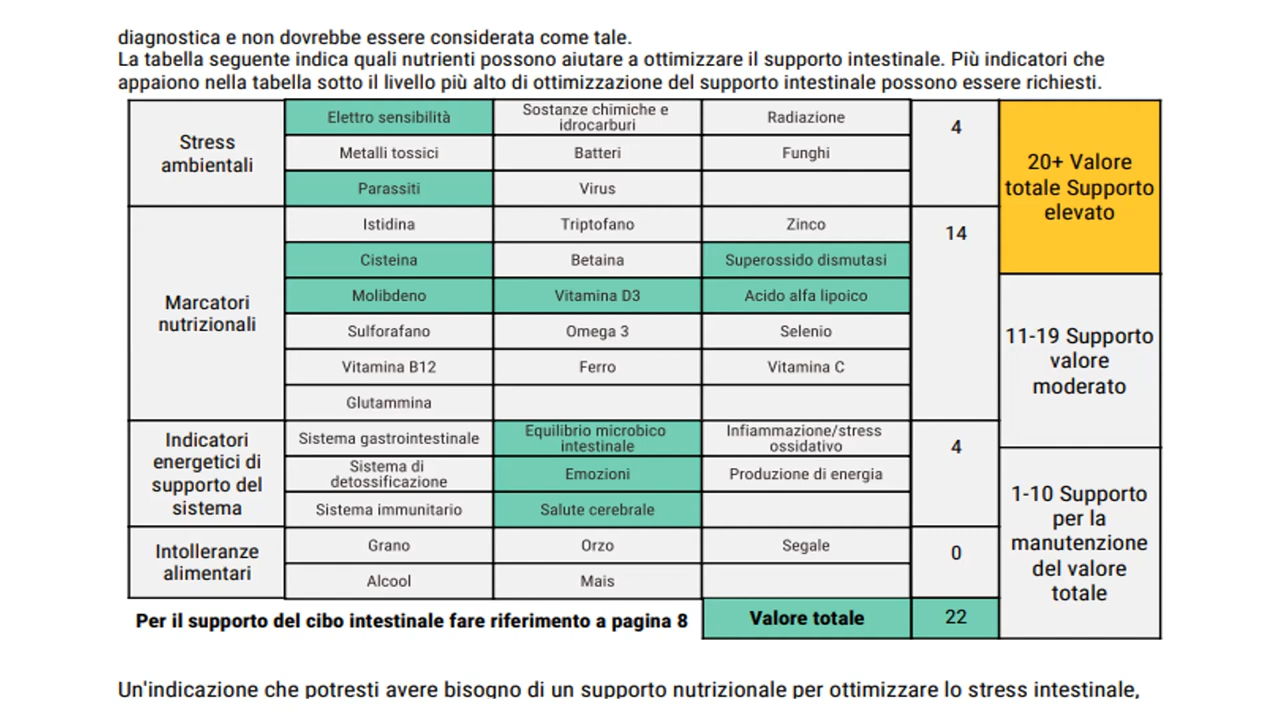 diagnostica e non dovrebbe essere considerata come tale.
La tabella seguente indica quali nutrienti possono aiutare a ottimizzare il supporto intestinale. Più indicatori che
appaiono nella tabella sotto il livello più alto di ottimizzazione del supporto intestinale possono essere richiesti.
Stress
ambientali
Elettro sensibilità
Sostanze chimiche e
idrocarburi
Radiazione
4
Metalli tossici
Batteri
Funghi
Parassiti
Virus
20+ Valore
totale Supporto
elevato
Marcatori
nutrizionali
Istidina
Triptofano
Zinco
14
Cisteina
Betaina
Superossido dismutasi
Molibdeno
Vitamina D3
Acido alfa lipoico
Sulforafano
Omega 3
Selenio
Vitamina B12
Ferro
Vitamina C
Glutammina
11-19 Supporto
valore
moderato
Indicatori
energetici di
supporto del
sistema
Sistema gastrointestinale
Equilibrio microbico
intestinale
Infiammazione/stress
ossidativo
4
Sistema di
detossificazione
Emozioni
Produzione di energia
Sistema immunitario
Salute cerebrale
Intolleranze
alimentari
Grano
Orzo
Segale
0
Alcool
Mais
1-10 Supporto
per la
manutenzione
del valore
totale
Per il supporto del cibo intestinale fare riferimento a pagina 8
Valore totale
22
Un'indicazione che potresti avere bisogno di un supporto nutrizionale per ottimizzare lo stress intestinale,